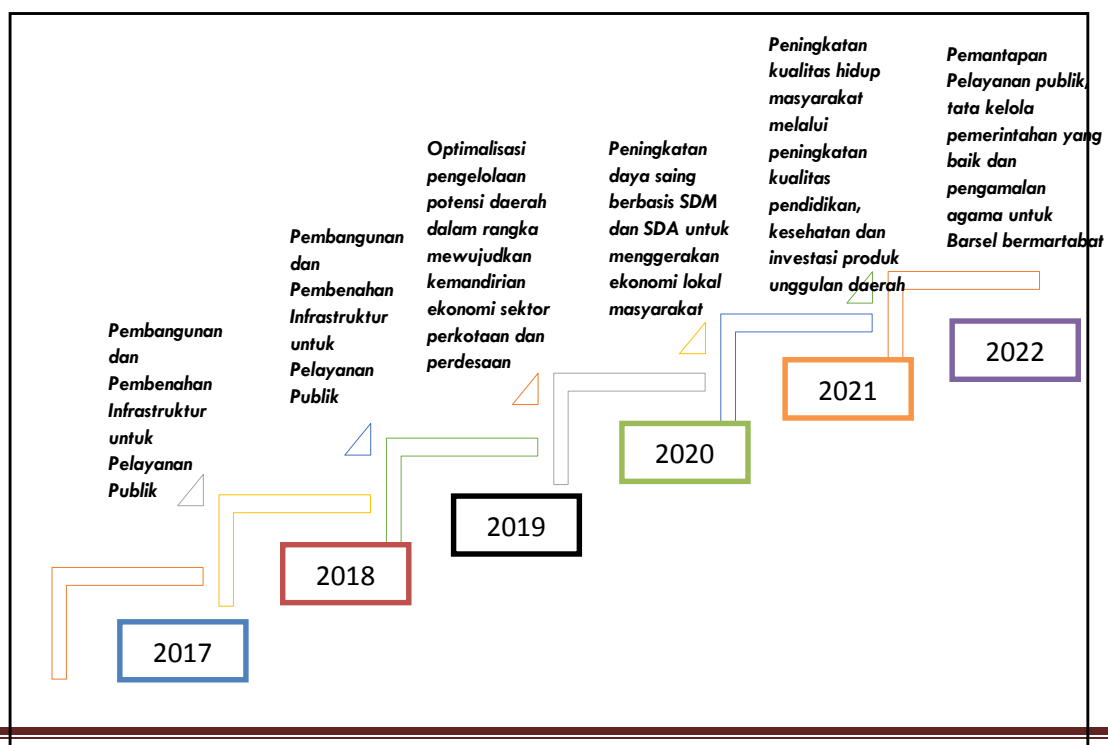 Pembangunan
dan
Pembenahan
Infrastruktur
untuk
Pelayanan
Publik
2017
Pembangunan
dan
Pembenahan
Infrastruktur
untuk
Pelayanan
Publik
2018
Optimalisasi
pengelolaan
potensi daerah
dalam rangka
mewujudkan
kemandirian
ekonomi sektor
perkotaan dan
perdesaan
2019
Peningkatan
daya saing
berbasis SDM
dan SDA untuk
menggerakan
ekonomi lokal
masyarakat
2020
Peningkatan
kualitas hidup
masyarakat
melalui
peningkatan
kualitas
pendidikan,
kesehatan dan
investasi produk
unggulan daerah
2021
Pemantapan
Pelayanan publik,
tata kelola
pemerintahan yang
baik dan
pengamalan
agama untuk
Barsel bermartabat
2022